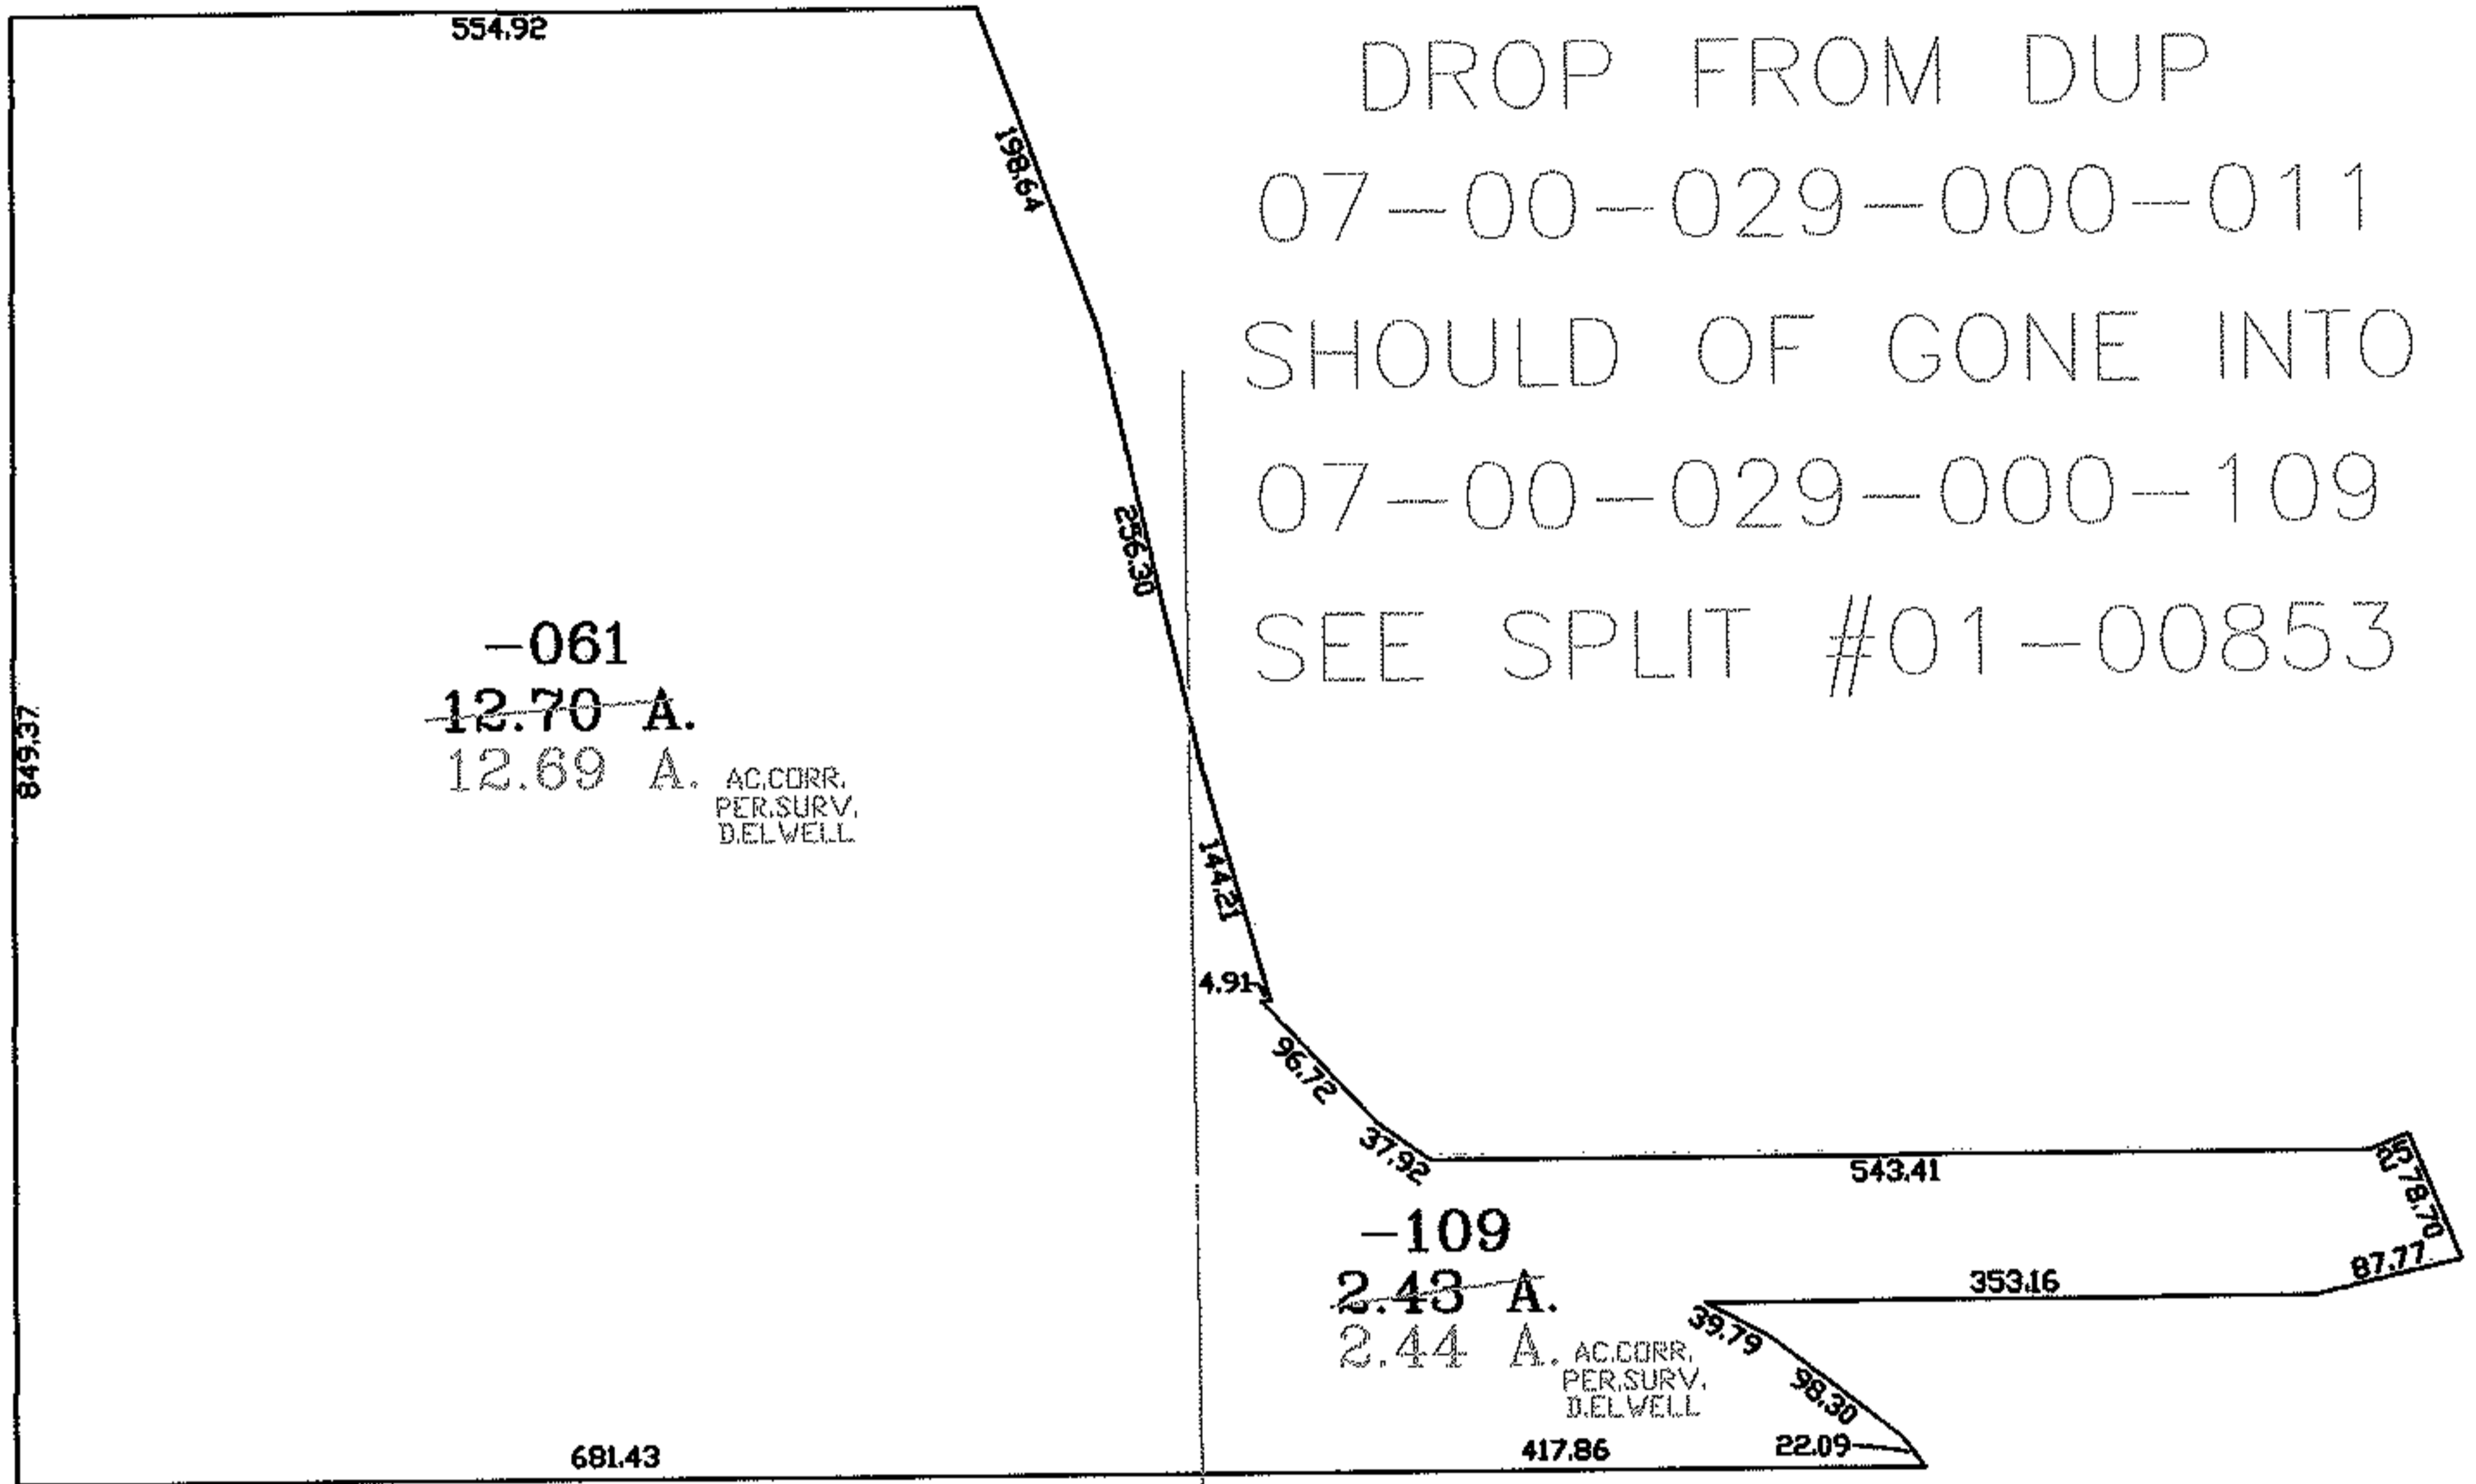 554.92
198.64
DROP FROM DUP
07-00-029-000-011
SHOULD OF GONE INTO
07-00-029-000-109
SEE SPLIT #01-00853
256.30
-061
12.70 A.
12.69 A.
AC.CORR.
PER.SURV.
D.ELWELL
849.37
144.21
4.91
96.72
37.92
543.41
25
78.70
87.77
353.16
-109
2.43 A.
2.44 A.
AC.CORR.
PER.SURV.
D.ELWELL
39.79
98.30
22.09
417.86
681.43